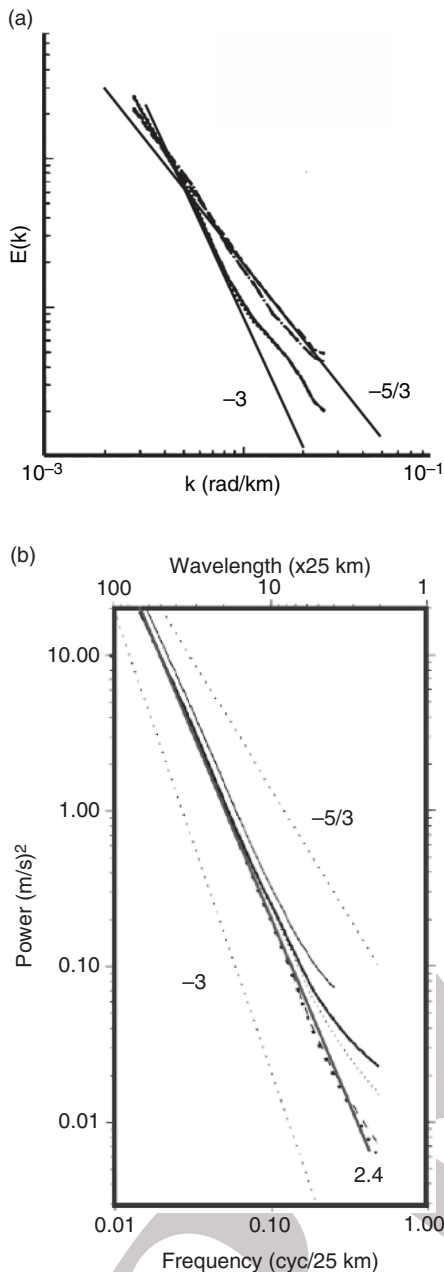 (a)
E(k)
–3
–5/3
10⁻³
10⁻¹
k (rad/km)
(b)
Wavelength (x25 km)
100
10
1
10.00
1.00
0.10
0.01
Power (m/s)²
–5/3
–3
2.4
0.01
0.10
1.00
Frequency (cyc/25 km)